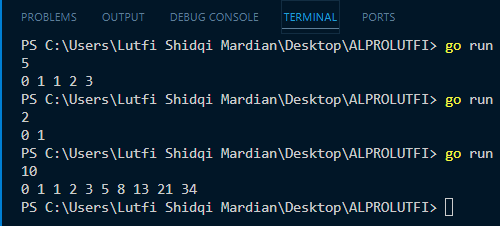 PROBLEMS OUTPUT DEBUG CONSOLE TERMINAL PORTS
PS C:\Users\Lutfi Shidqi Mardian\Desktop\ALPROLUTFI> go run
5
0 1 1 2 3
PS C:\Users\Lutfi Shidqi Mardian\Desktop\ALPROLUTFI> go run
2
0 1
PS C:\Users\Lutfi Shidqi Mardian\Desktop\ALPROLUTFI> go run
10
0 1 1 2 3 5 8 13 21 34
PS C:\Users\Lutfi Shidqi Mardian\Desktop\ALPROLUTFI>